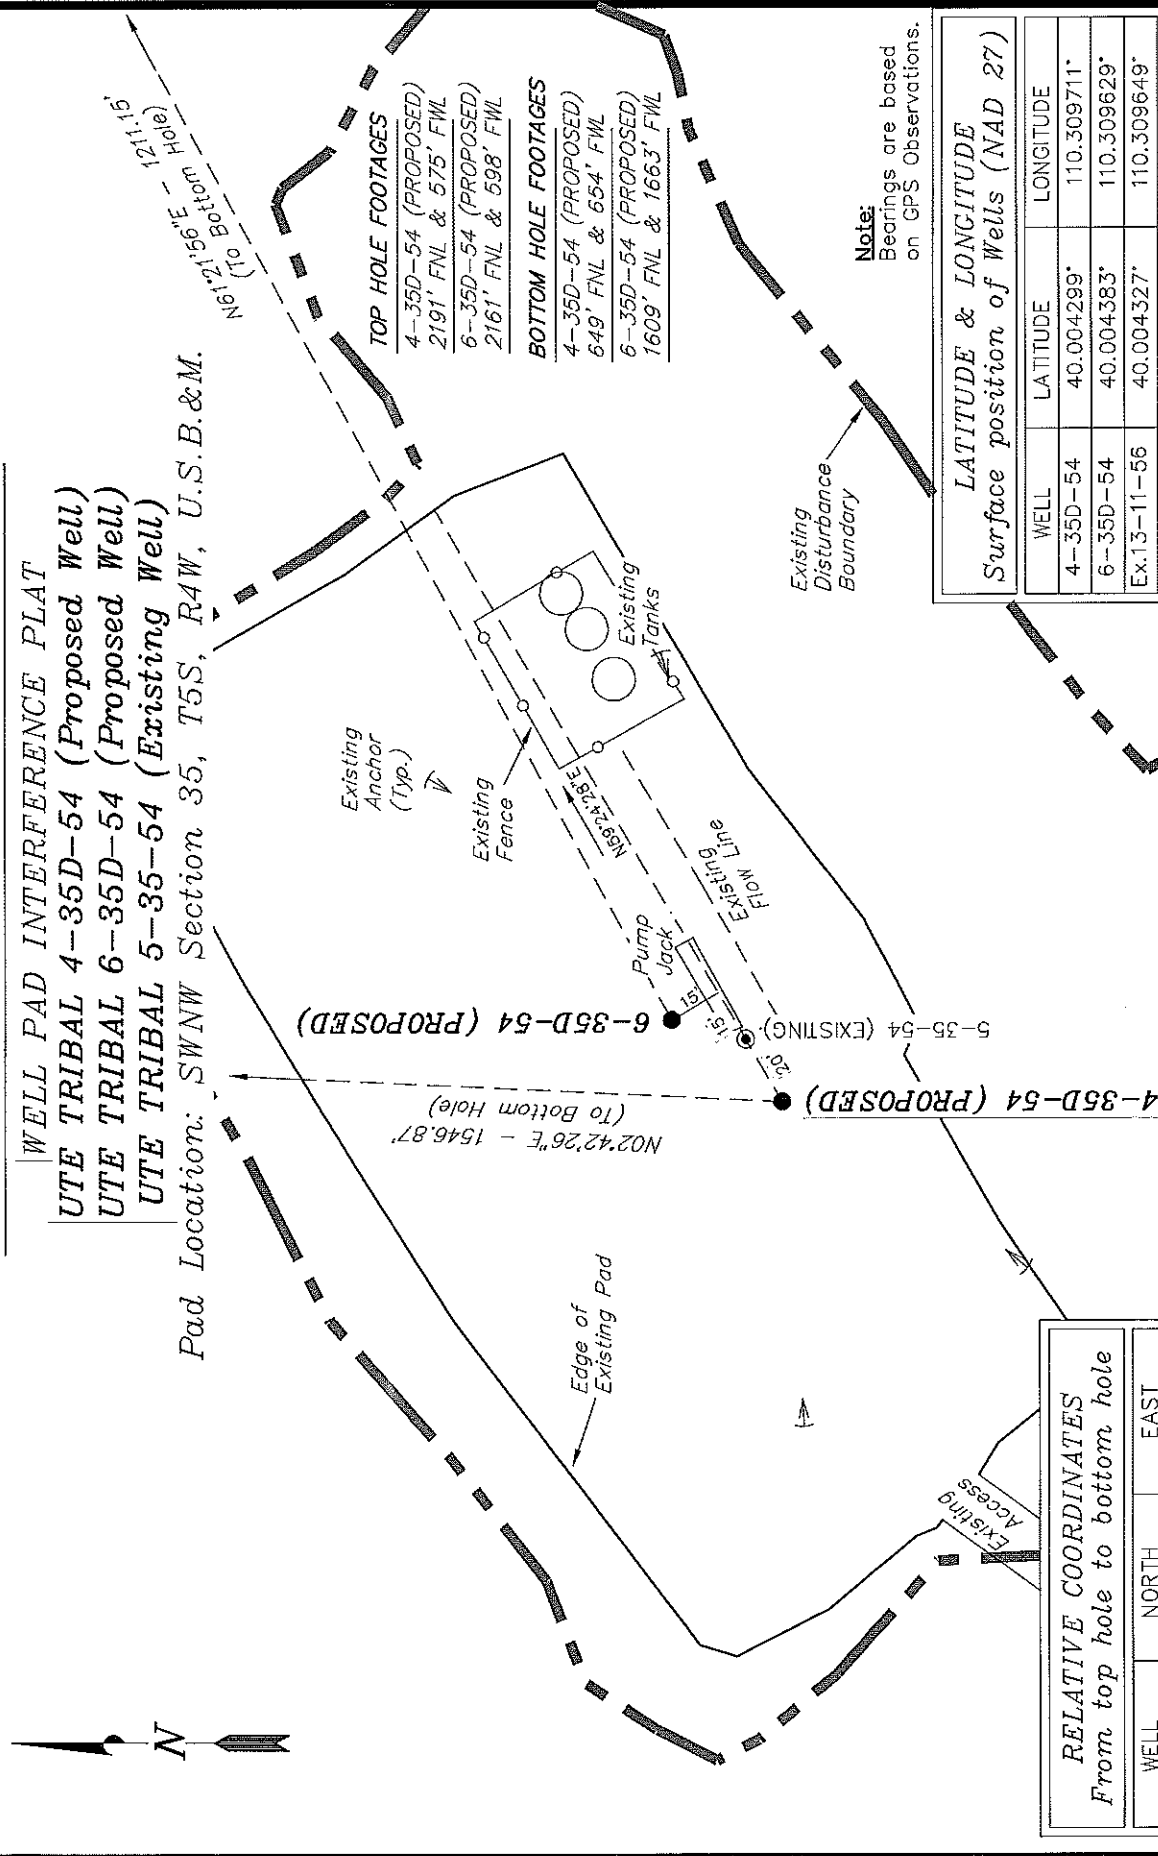 WELL PAD INTERFERENCE PLAT
UTE TRIBAL 4-35D-54 (Proposed Well)
UTE TRIBAL 6-35D-54 (Proposed Well)
UTE TRIBAL 5-35-54 (Existing Well)
Pad Location: SWNW Section 35, T5S, R4W, U.S.B.&M.
N
N61°21'56"E - 1211.15'
(To Bottom Hole)
TOP HOLE FOOTAGES
4-35D-54 (PROPOSED)
2191' FNL & 575' FWL
6-35D-54 (PROPOSED)
2161' FNL & 598' FWL
BOTTOM HOLE FOOTAGES
4-35D-54 (PROPOSED)
649' FNL & 654' FWL
6-35D-54 (PROPOSED)
1609' FNL & 1663' FWL
Existing
Anchor
(Typ.)
Existing
Fence
Existing
Tanks
N59°24'28"E
Existing
Flow Line
Pump
Jack
15'
15'
20'
6-35D-54 (PROPOSED)
5-35-54 (EXISTING)
4-35D-54 (PROPOSED)
N02°42'26"E - 1546.87'
(To Bottom Hole)
Edge of
Existing Pad
Existing
Disturbance
Boundary
Existing
Access
Note:
Bearings are based
on GPS Observations.
RELATIVE COORDINATES
From top hole to bottom hole
WELL NORTH EAST
LATITUDE & LONGITUDE
Surface position of Wells (NAD 27)
WELL LATITUDE LONGITUDE
4-35D-54 40.004299° 110.309711°
6-35D-54 40.004383° 110.309629°
Ex.13-11-56 40.004327° 110.309649°